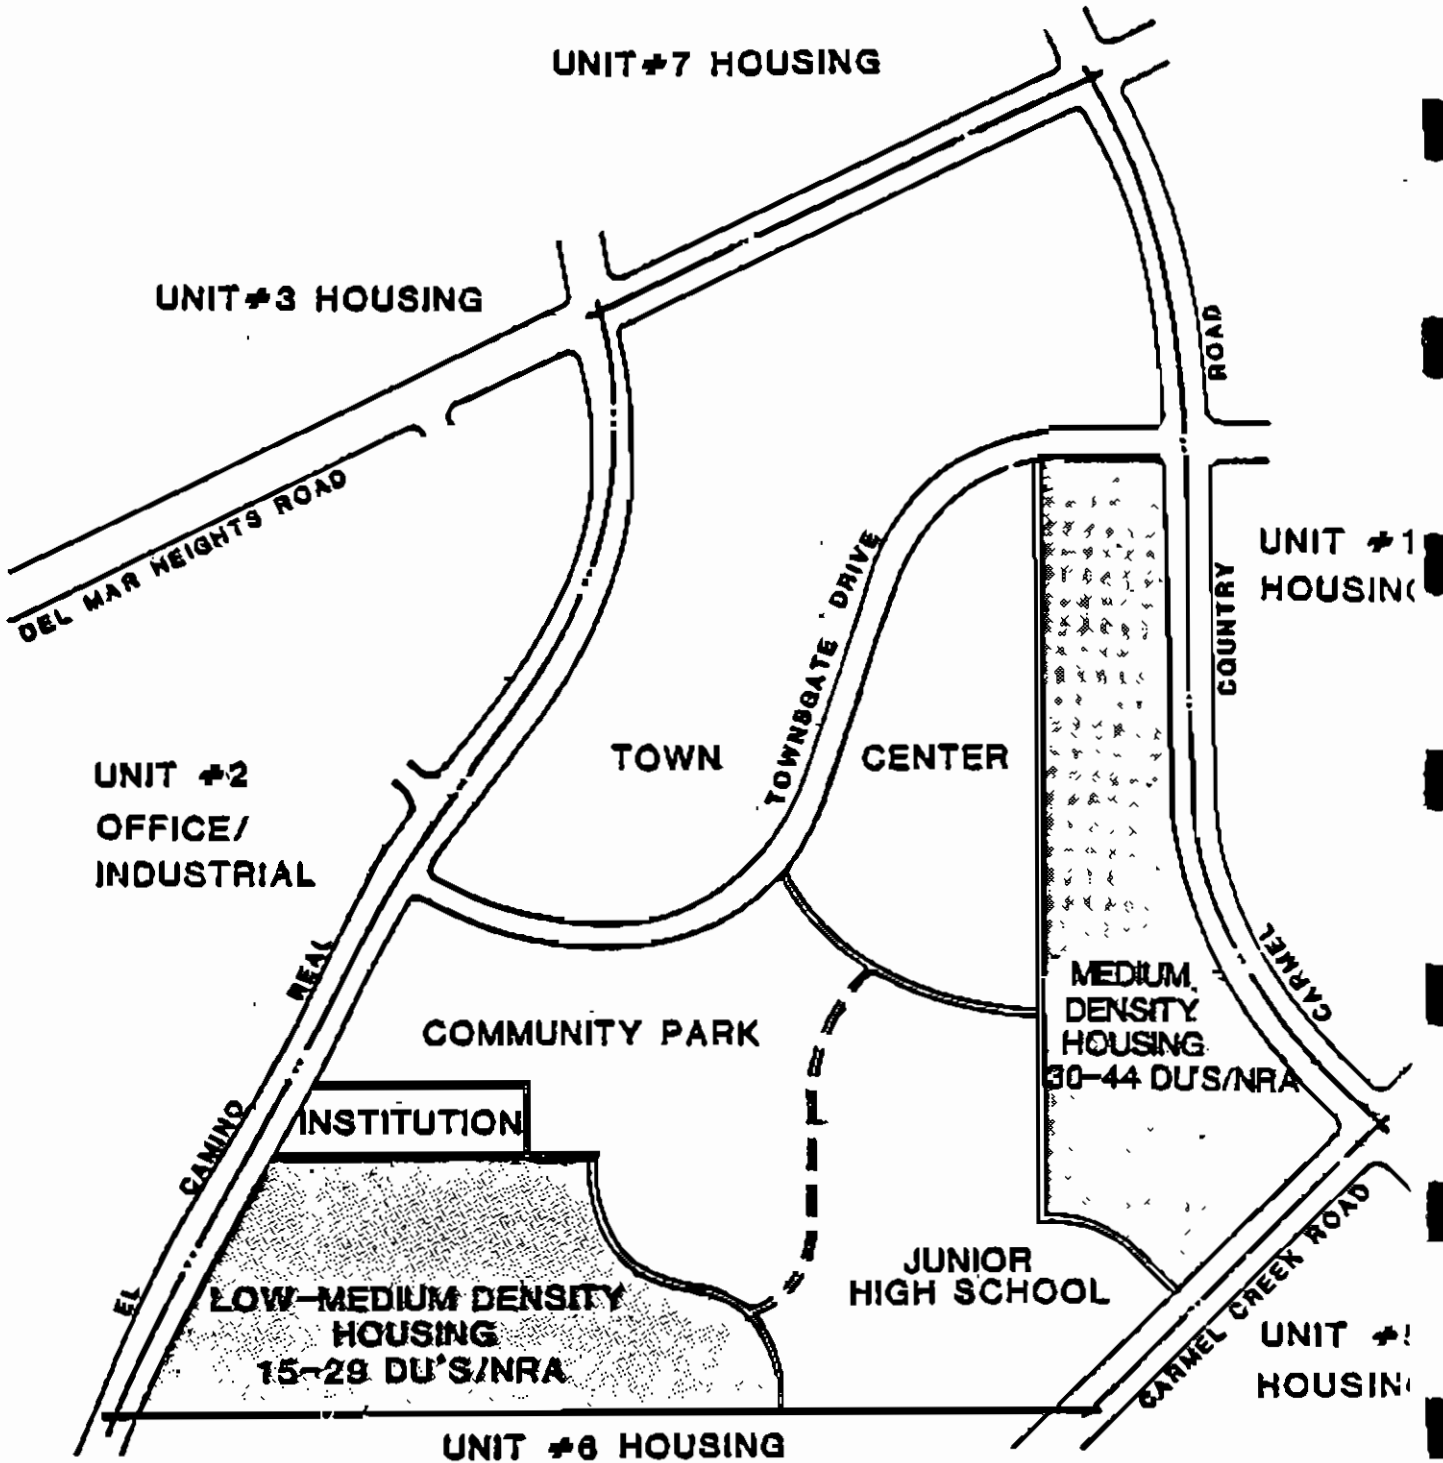 UNIT #7 HOUSING
UNIT #3 HOUSING
ROAD
DEL MAR HEIGHTS ROAD
UNIT #1
HOUSING
TOWNSGATE DRIVE
COUNTRY
TOWN CENTER
UNIT #2
OFFICE/
INDUSTRIAL
CARMEL
REAL
MEDIUM
DENSITY
HOUSING
30-44 DU'S/NRA
COMMUNITY PARK
INSTITUTION
CAMINO
EL
JUNIOR
HIGH SCHOOL
CARMEL CREEK ROAD
LOW-MEDIUM DENSITY
HOUSING
15-29 DU'S/NRA
UNIT
HOUSIN
UNIT #6 HOUSING